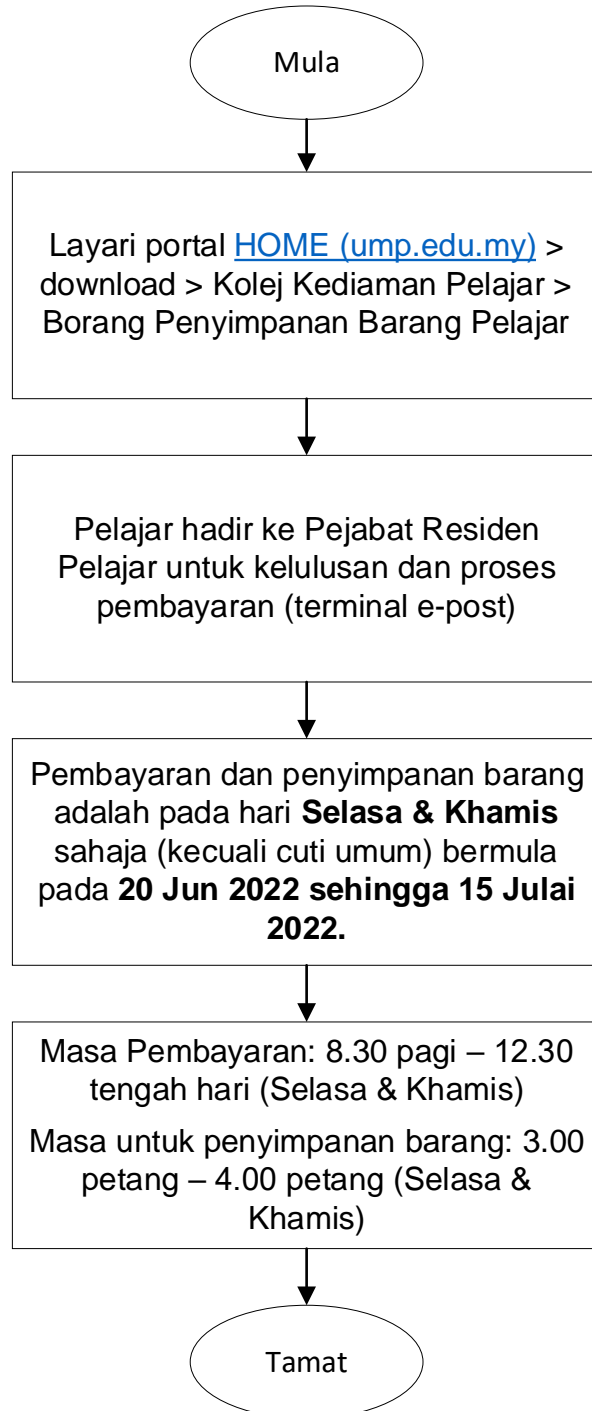 Mula
Layari portal HOME (ump.edu.my) >
download > Kolej Kediaman Pelajar >
Borang Penyimpanan Barang Pelajar
Pelajar hadir ke Pejabat Residen
Pelajar untuk kelulusan dan proses
pembayaran (terminal e-post)
Pembayaran dan penyimpanan barang
adalah pada hari Selasa & Khamis
sahaja (kecuali cuti umum) bermula
pada 20 Jun 2022 sehingga 15 Julai
2022.
Masa Pembayaran: 8.30 pagi – 12.30
tengah hari (Selasa & Khamis)
Masa untuk penyimpanan barang: 3.00
petang – 4.00 petang (Selasa &
Khamis)
Tamat